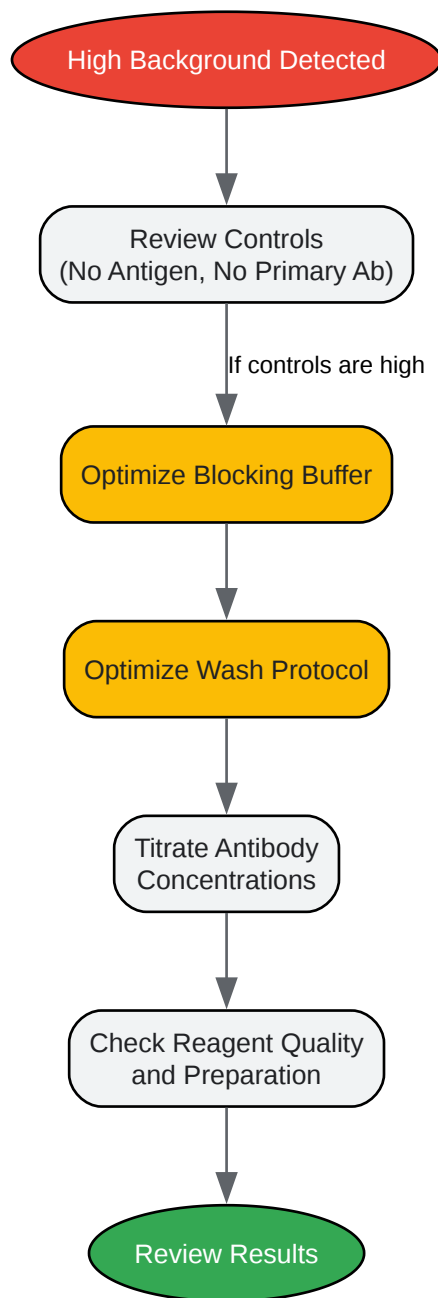 High Background Detected
Review Controls
(No Antigen, No Primary Ab)
If controls are high
Optimize Blocking Buffer
Optimize Wash Protocol
Titrate Antibody
Concentrations
Check Reagent Quality
and Preparation
Review Results